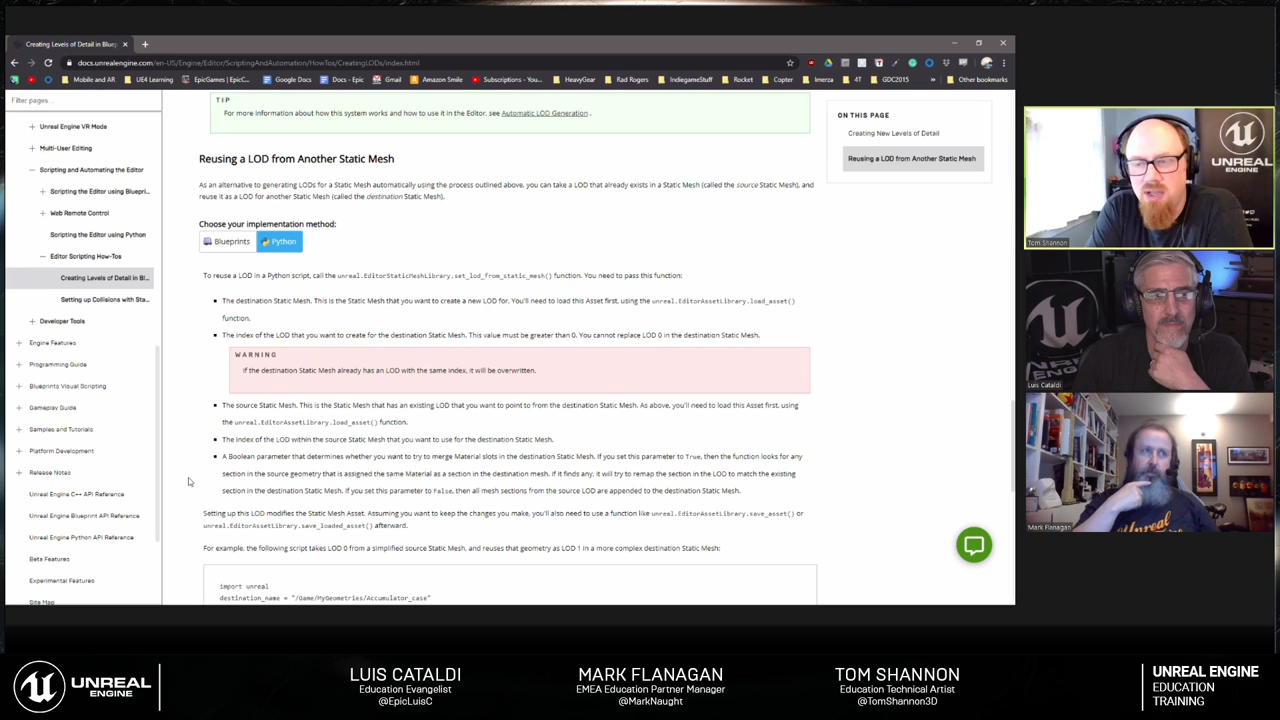 Creating Levels of Detail in Bluep
docs.unrealengine.com/en-US/Engine/Editor/ScriptingAndAutomation/HowTos/CreatingLODs/index.html
Mobile and AR
UE4 Learning
EpicGames | EpicC...
Google Docs
Docs - Epic
Gmail
Amazon Smile
Subscriptions - You...
HeavyGear
Rad Rogers
IndiegameStuff
Rocket
Copter
Imerza
4T
GDC2015
Other bookmarks
Filter pages...
Unreal Engine VR Mode
Multi-User Editing
Scripting and Automating the Editor
Scripting the Editor using Bluepri...
Web Remote Control
Scripting the Editor using Python
Editor Scripting How-Tos
Creating Levels of Detail in Bl...
Setting up Collisions with Sta...
Developer Tools
Engine Features
Programming Guide
Blueprints Visual Scripting
Gameplay Guide
Samples and Tutorials
Platform Development
Release Notes
Unreal Engine C++ API Reference
Unreal Engine Blueprint API Reference
Unreal Engine Python API Reference
Beta Features
Experimental Features
Site Map
TIP
For more information about how this system works and how to use it in the Editor, see Automatic LOD Generation .
Reusing a LOD from Another Static Mesh
As an alternative to generating LODs for a Static Mesh automatically using the process outlined above, you can take a LOD that already exists in a Static Mesh (called the source Static Mesh), and
reuse it as a LOD for another Static Mesh (called the destination Static Mesh).
Choose your implementation method:
Blueprints
Python
To reuse a LOD in a Python script, call the unreal.EditorStaticMeshLibrary.set_lod_from_static_mesh() function. You need to pass this function:
The destination Static Mesh. This is the Static Mesh that you want to create a new LOD for. You'll need to load this Asset first, using the unreal.EditorAssetLibrary.load_asset()
function.
The index of the LOD that you want to create for the destination Static Mesh. This value must be greater than 0. You cannot replace LOD 0 in the destination Static Mesh.
WARNING
If the destination Static Mesh already has an LOD with the same index, it will be overwritten.
The source Static Mesh. This is the Static Mesh that has an existing LOD that you want to point to from the destination Static Mesh. As above, you'll need to load this Asset first, using
the unreal.EditorAssetLibrary.load_asset() function.
The index of the LOD within the source Static Mesh that you want to use for the destination Static Mesh.
A Boolean parameter that determines whether you want to try to merge Material slots in the destination Mesh. If you set this parameter to True, then the function looks for any
section in the source geometry that is assigned the same Material as a section in the destination mesh. If it finds any, it will try to remap the section in the LOD to match the existing
section in the destination Static Mesh. If you set this parameter to False, then all mesh sections from the source LOD are appended to the destination Static Mesh.
Setting up this LOD modifies the Static Mesh Asset. Assuming you want to keep the changes you make, you'll also need to use a function like unreal.EditorAssetLibrary.save_asset() or
unreal.EditorAssetLibrary.save_loaded_asset() afterward.
For example, the following script takes LOD 0 from a simplified source Static Mesh, and reuses that geometry as LOD 1 in a more complex destination Static Mesh:
import unreal
destination_name = "/Game/MyGeometries/Accumulator_case"
ON THIS PAGE
Creating New Levels of Detail
Reusing a LOD from Another Static Mesh
UNREAL
ENGINE
Tom Shannon
Luis Cataldi
Mark Flanagan
Unreal
UNREAL
ENGINE
LUIS CATALDI
Education Evangelist
@EpicLuisC
MARK FLANAGAN
EMEA Education Partner Manager
@MarkNaught
TOM SHANNON
Education Technical Artist
@TomShannon3D
UNREAL ENGINE
EDUCATION
TRAINING